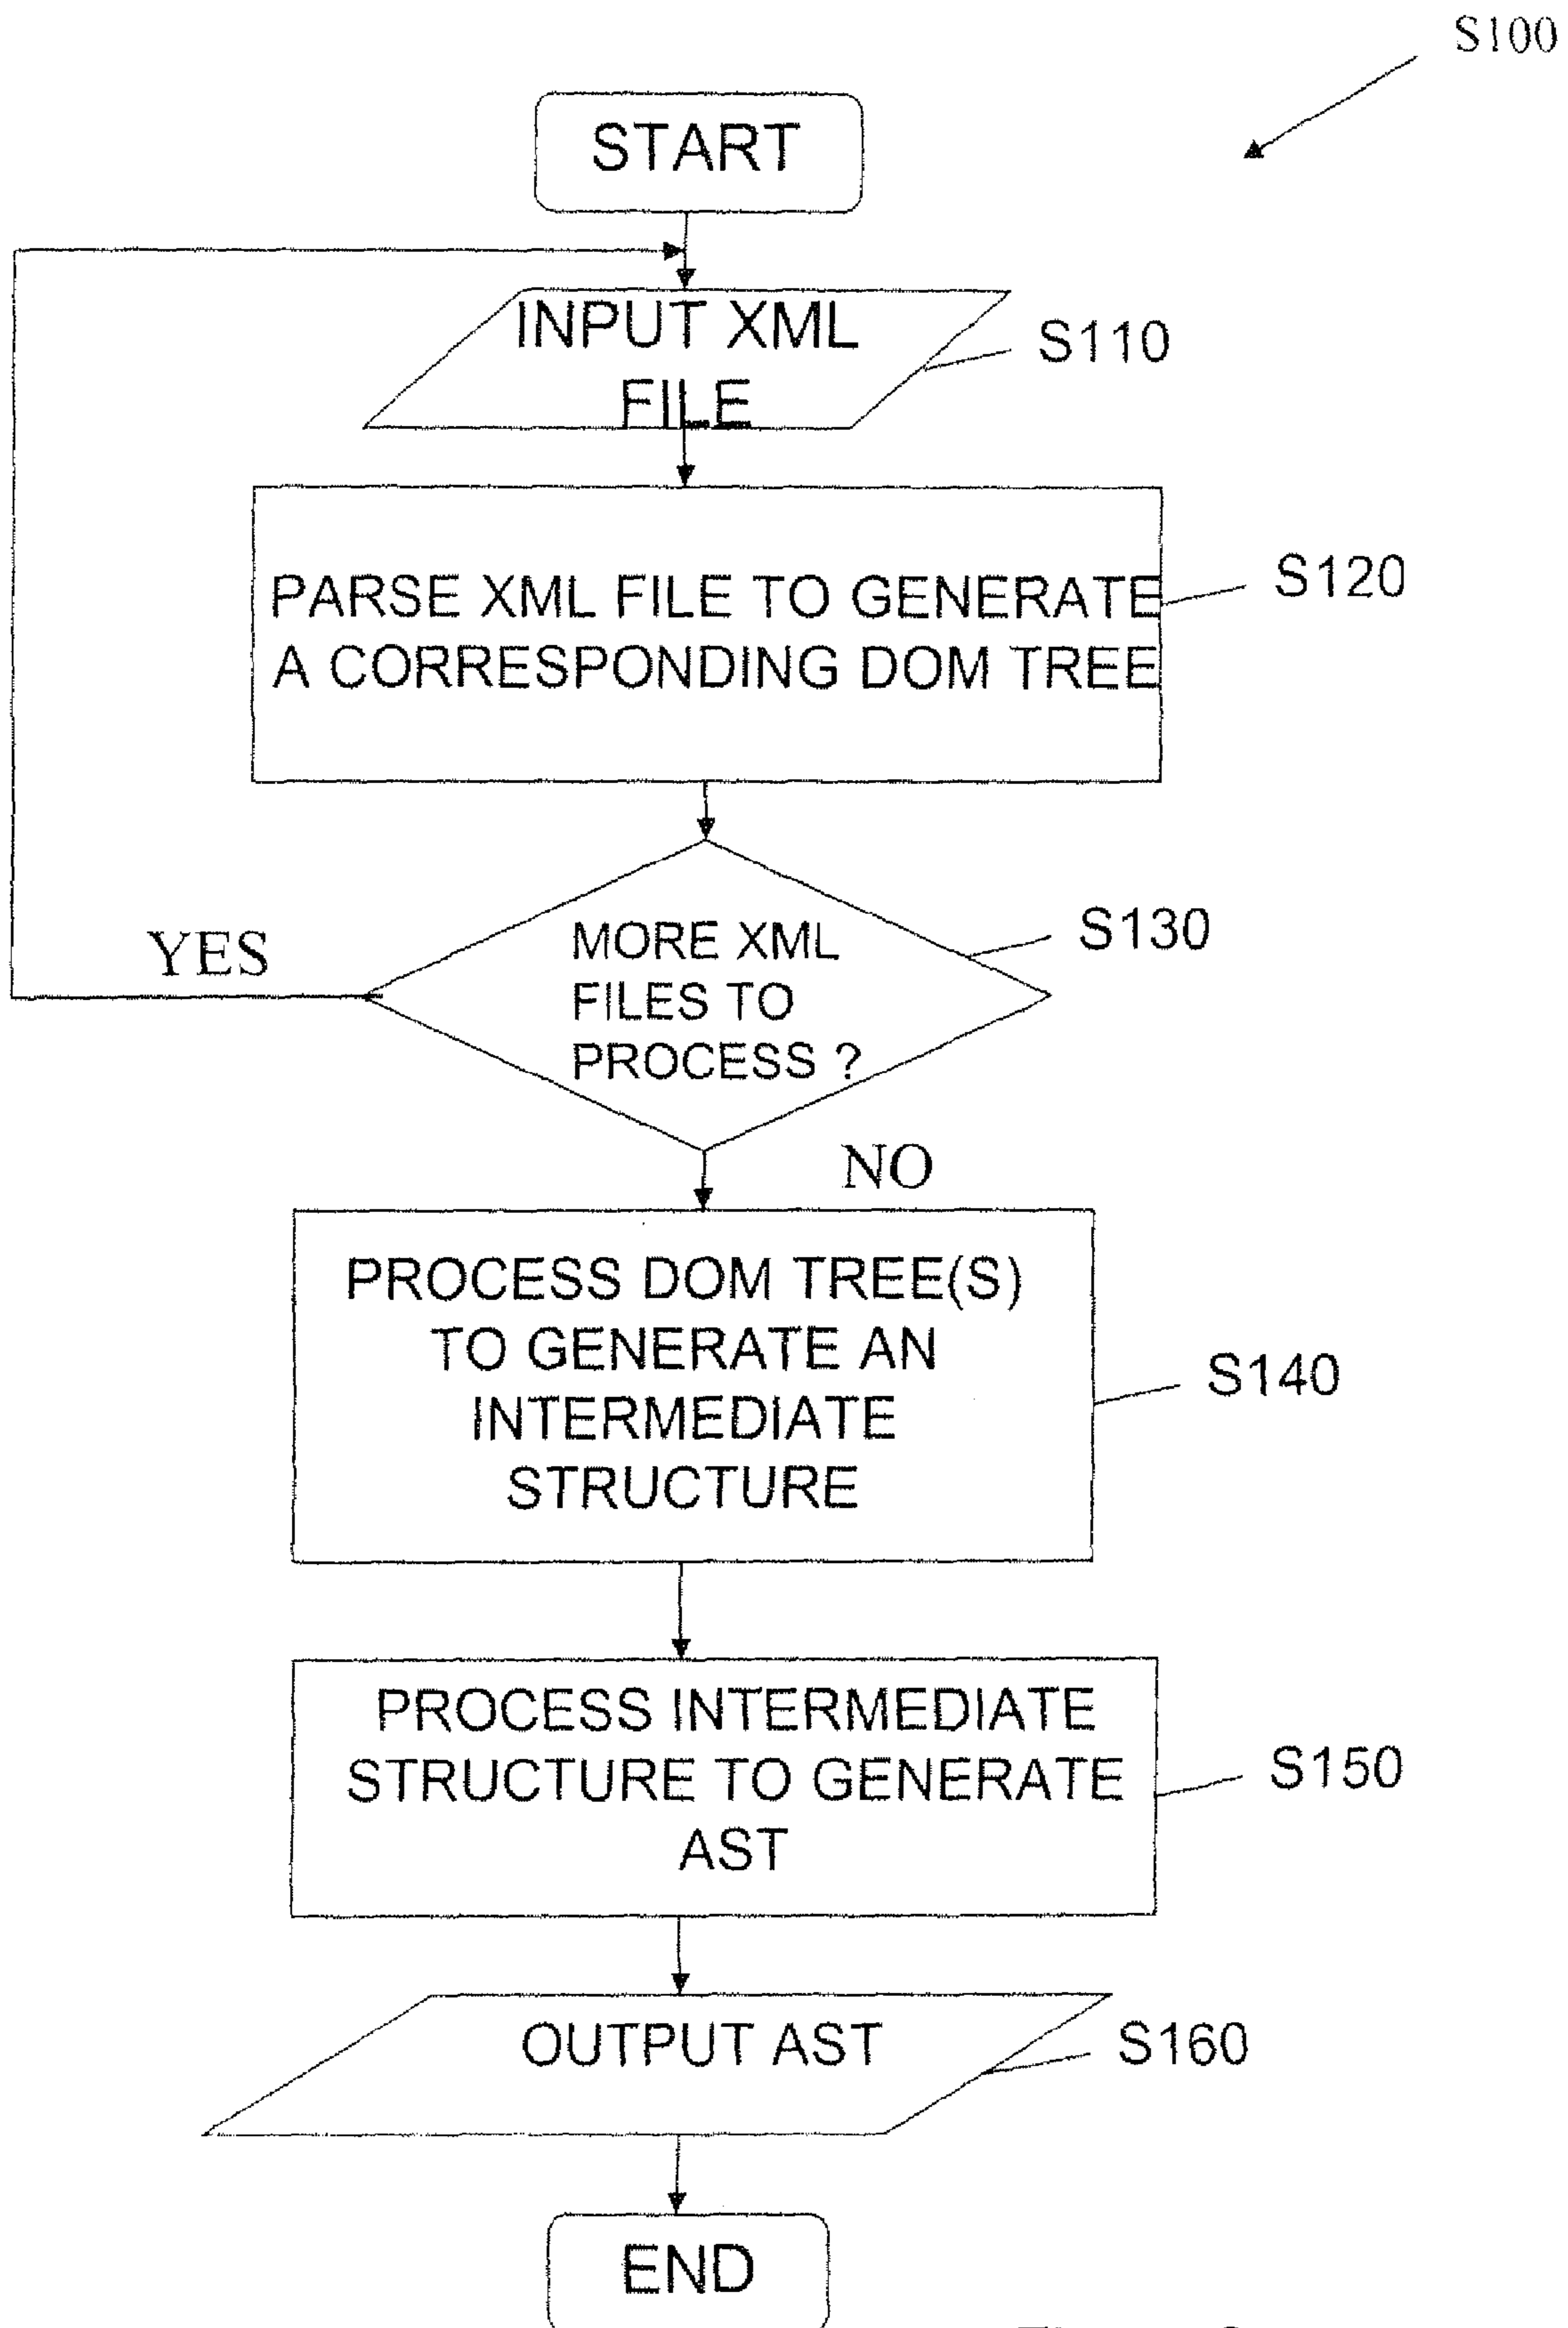 S100
START
INPUT XML
FILE
S110
PARSE XML FILE TO GENERATE
A CORRESPONDING DOM TREE
S120
MORE XML
FILES TO
PROCESS ?
S130
YES
NO
PROCESS DOM TREE(S)
TO GENERATE AN
INTERMEDIATE
STRUCTURE
S140
PROCESS INTERMEDIATE
STRUCTURE TO GENERATE
AST
S150
OUTPUT AST
S160
END